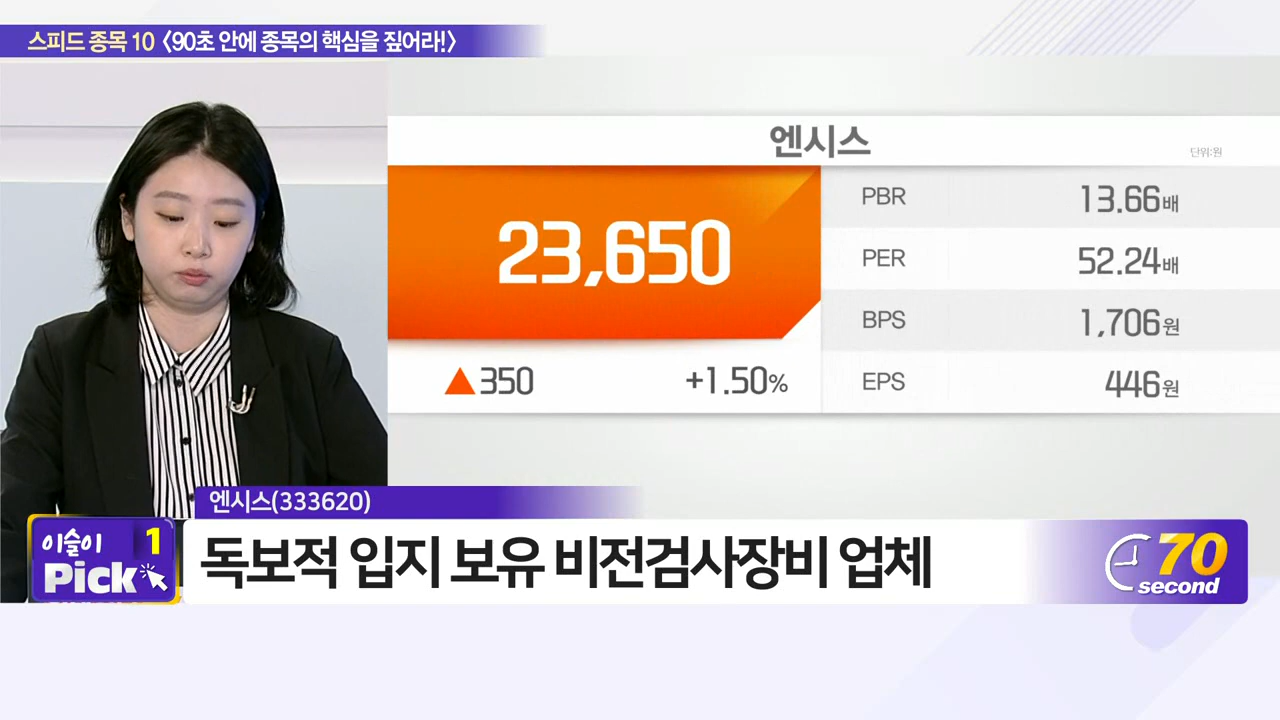 스피드 종목 10 <90초 안에 종목의 핵심을 짚어라!>
엔시스
단위:원
23,650
▲350 +1.50%
PBR 13.66배
PER 52.24배
BPS 1,706원
EPS 446원
엔시스(333620)
이슬이 1
Pick
독보적 입지 보유 비전검사장비 업체
70
second